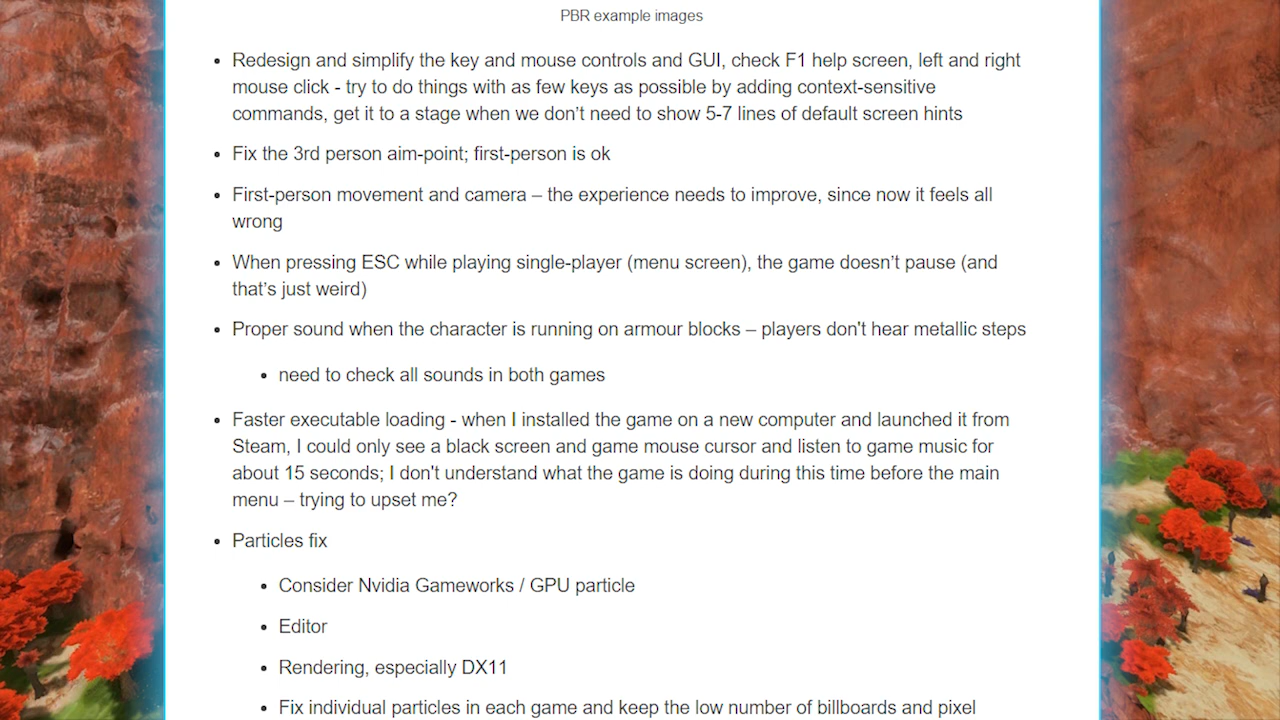 PBR example images
Redesign and simplify the key and mouse controls and GUI, check F1 help screen, left and right
mouse click - try to do things with as few keys as possible by adding context-sensitive
commands, get it to a stage when we don’t need to show 5-7 lines of default screen hints
Fix the 3rd person aim-point; first-person is ok
First-person movement and camera – the experience needs to improve, since now it feels all
wrong
When pressing ESC while playing single-player (menu screen), the game doesn’t pause (and
that’s just weird)
Proper sound when the character is running on armour blocks – players don't hear metallic steps
need to check all sounds in both games
Faster executable loading - when I installed the game on a new computer and launched it from
Steam, I could only see a black screen and game mouse cursor and listen to game music for
about 15 seconds; I don't understand what the game is doing during this time before the main
menu – trying to upset me?
Particles fix
Consider Nvidia Gameworks / GPU particle
Editor
Rendering, especially DX11
Fix individual particles in each game and keep the low number of billboards and pixel